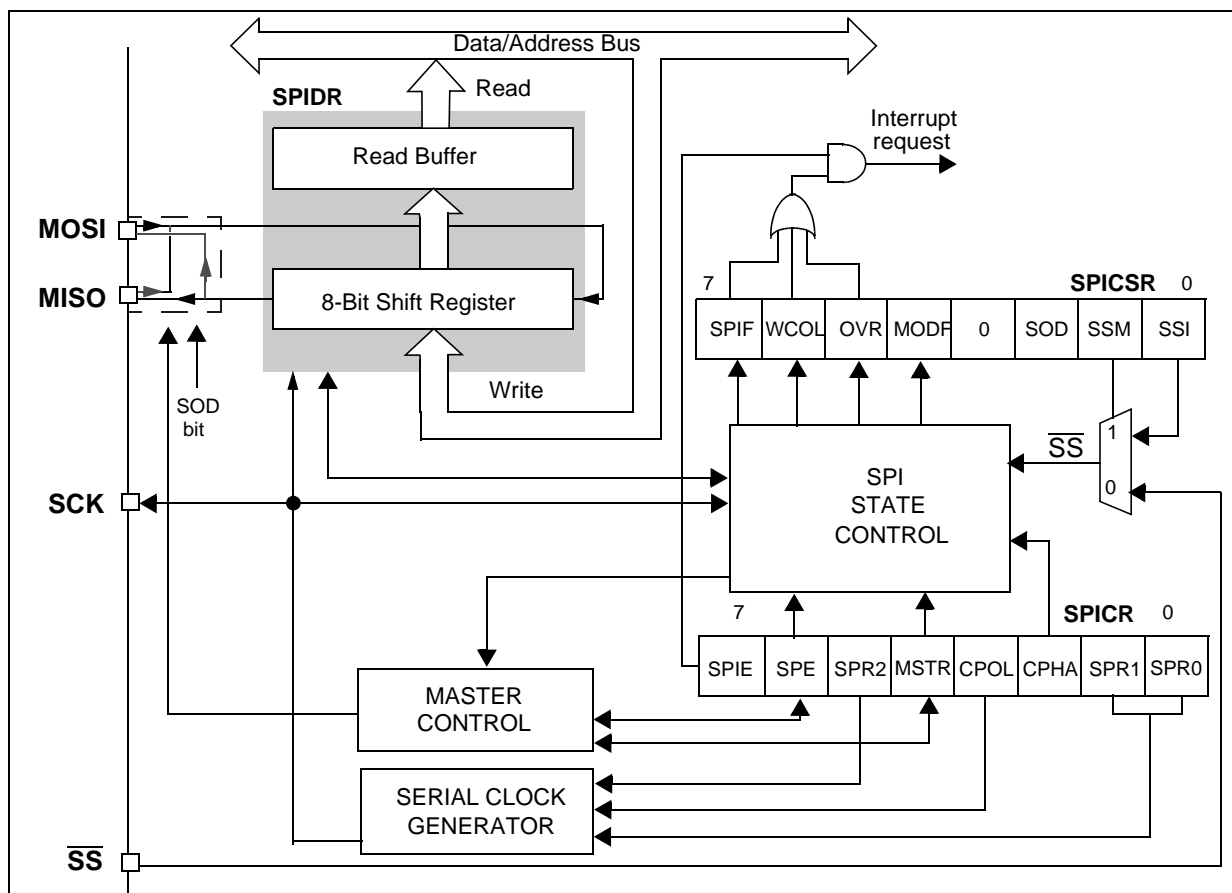 Data/Address Bus
SPIDR
Read
Read Buffer
Interrupt
request
MOSI
MISO
8-Bit Shift Register
7
SPICSR
0
SPIF WCOL OVR MODF 0 SOD SSM SSI
Write
SOD
bit
1
SS
0
SCK
SPI
STATE
CONTROL
7
SPICR
0
SPIE SPE SPR2 MSTR CPOL CPHA SPR1 SPR0
MASTER
CONTROL
SERIAL CLOCK
GENERATOR
SS